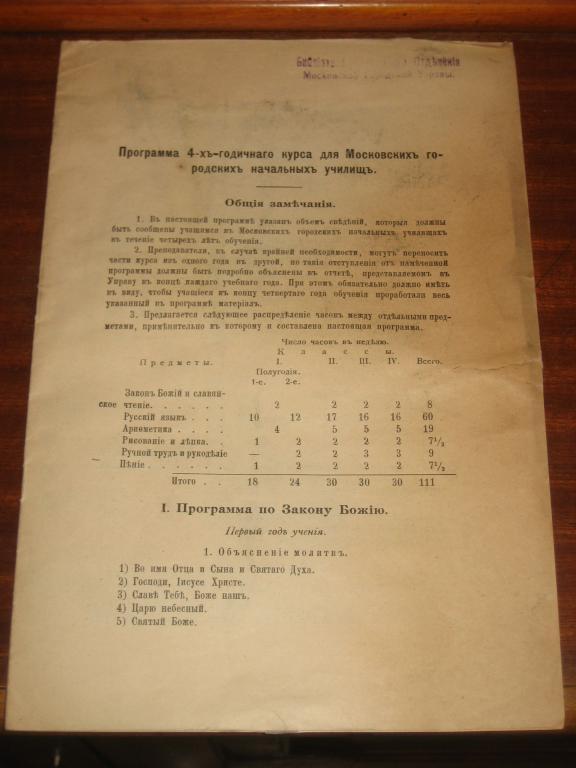 Отдѣленія
Московской Городской Управы.
Программа 4-хъ-годичнаго курса для Московскихъ го-
родскихъ начальныхъ училищъ.
Общія замѣчанія.
1. Въ настоящей программѣ указанъ объемъ свѣдѣній, которыя должны
быть сообщены учащимся въ Московскихъ городскихъ начальныхъ училищахъ
въ теченіе четырехъ лѣтъ обученія.
2. Преподаватели, въ случаѣ крайней необходимости, могутъ переносить
части курса изъ одного года въ другой, но такія отступленія отъ намѣченной
программы должны быть подробно объяснены въ отчетѣ, представляемомъ въ
Управу въ концѣ каждаго учебнаго года. При этомъ обязательно должно имѣть
въ виду, чтобы учащіеся къ концу четвертаго года обученія проработали весь
указанный въ программѣ матеріалъ.
3. Предлагается слѣдующее распредѣленіе часовъ между отдѣльными пред-
метами, примѣнительно къ которому и составлена настоящая программа.
Число часовъ въ недѣлю.
К л а с с ы.
П р е д м е т ы. I. II. III. IV. Всего.
Полугодія.
1-е. 2-е.
Законъ Божій и славян-
ское чтеніе. . . . . . 2 2 2 2 8
Русскій языкъ . . . 10 12 17 16 16 60
Ариѳметика . . . . 4 5 5 5 19
Рисованіе и лѣпка. . 1 2 2 2 2 7½
Ручной трудъ и рукодѣліе — 2 2 3 3 9
Пѣніе . . . . . . 1 2 2 2 2 7½
Итого . . 18 24 30 30 30 111
I. Программа по Закону Божію.
Первый годъ ученія.
1. Объясненіе молитвъ.
1) Во имя Отца и Сына и Святаго Духа.
2) Господи, Іисусе Христе.
3) Слава Тебѣ, Боже нашъ.
4) Царю небесный.
5) Святый Боже.